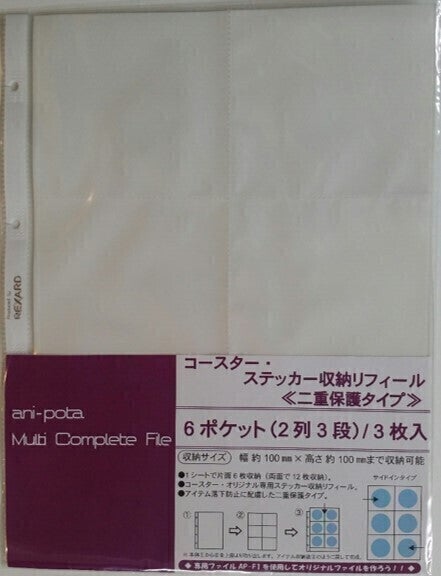 Produced by
REXARD
ani-pota
Multi Complete File
コースター・
ステッカー収納リフィール
≪二重保護タイプ≫
6ポケット(2列3段)/3枚入
収納サイズ 幅 約100mm×高さ 約100mmまで収納可能
●1シートで片面6枚収納(両面で12枚収納)。
●コースター・オリジナル専用ステッカー収納リフィール。
●アイテム落下防止に配慮した二重保護タイプ。
サイドインタイプ
① ② ③
◆専用ファイルAP-F1を使用してオリジナルファイルを作ろう!!◆